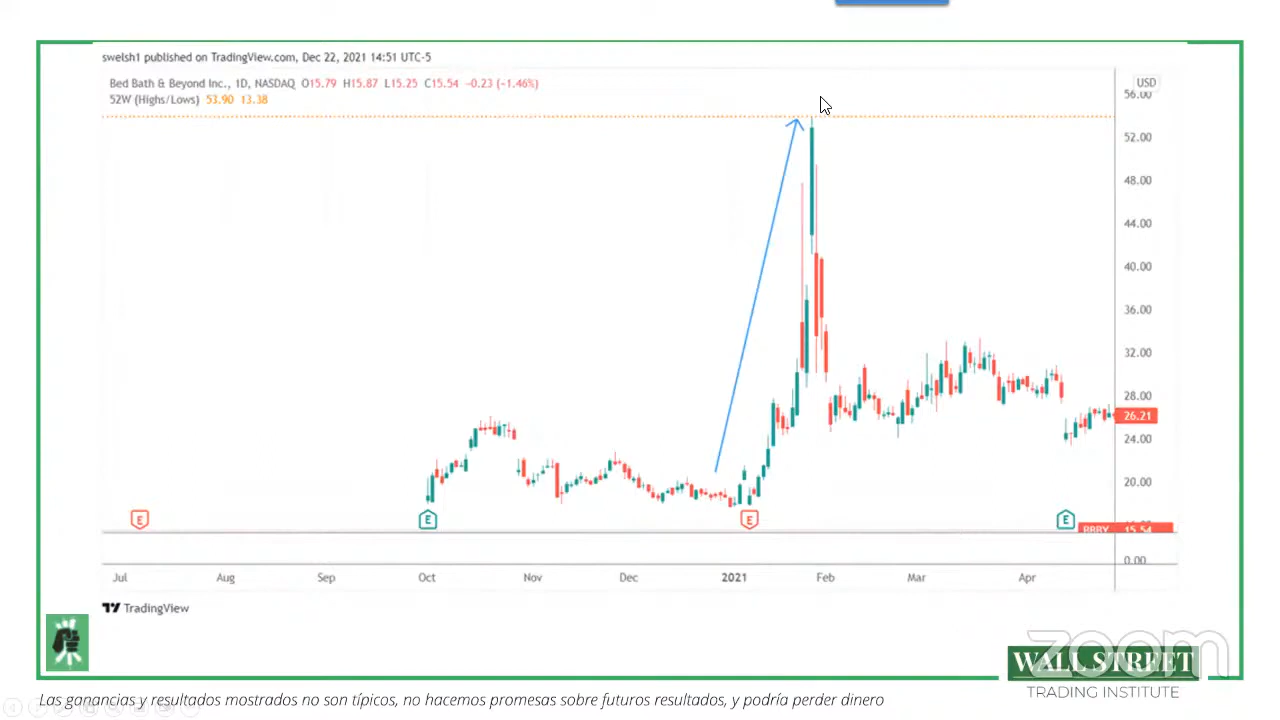 swelsh1 published on TradingView.com, Dec 22, 2021 14:51 UTC-5
Bed Bath & Beyond Inc., 1D, NASDAQ O15.79 H15.87 L15.25 C15.54 −0.23 (−1.46%)
52W (Highs/Lows) 53.90 13.38
USD
56.00
52.00
48.00
44.00
40.00
36.00
32.00
28.00
26.21
24.00
20.00
E E E E
BBBY 15.54
0.00
Jul Aug Sep Oct Nov Dec 2021 Feb Mar Apr
TradingView
zoom
WALL STREET
TRADING INSTITUTE
Las ganancias y resultados mostrados no son típicos, no hacemos promesas sobre futuros resultados, y podría perder dinero